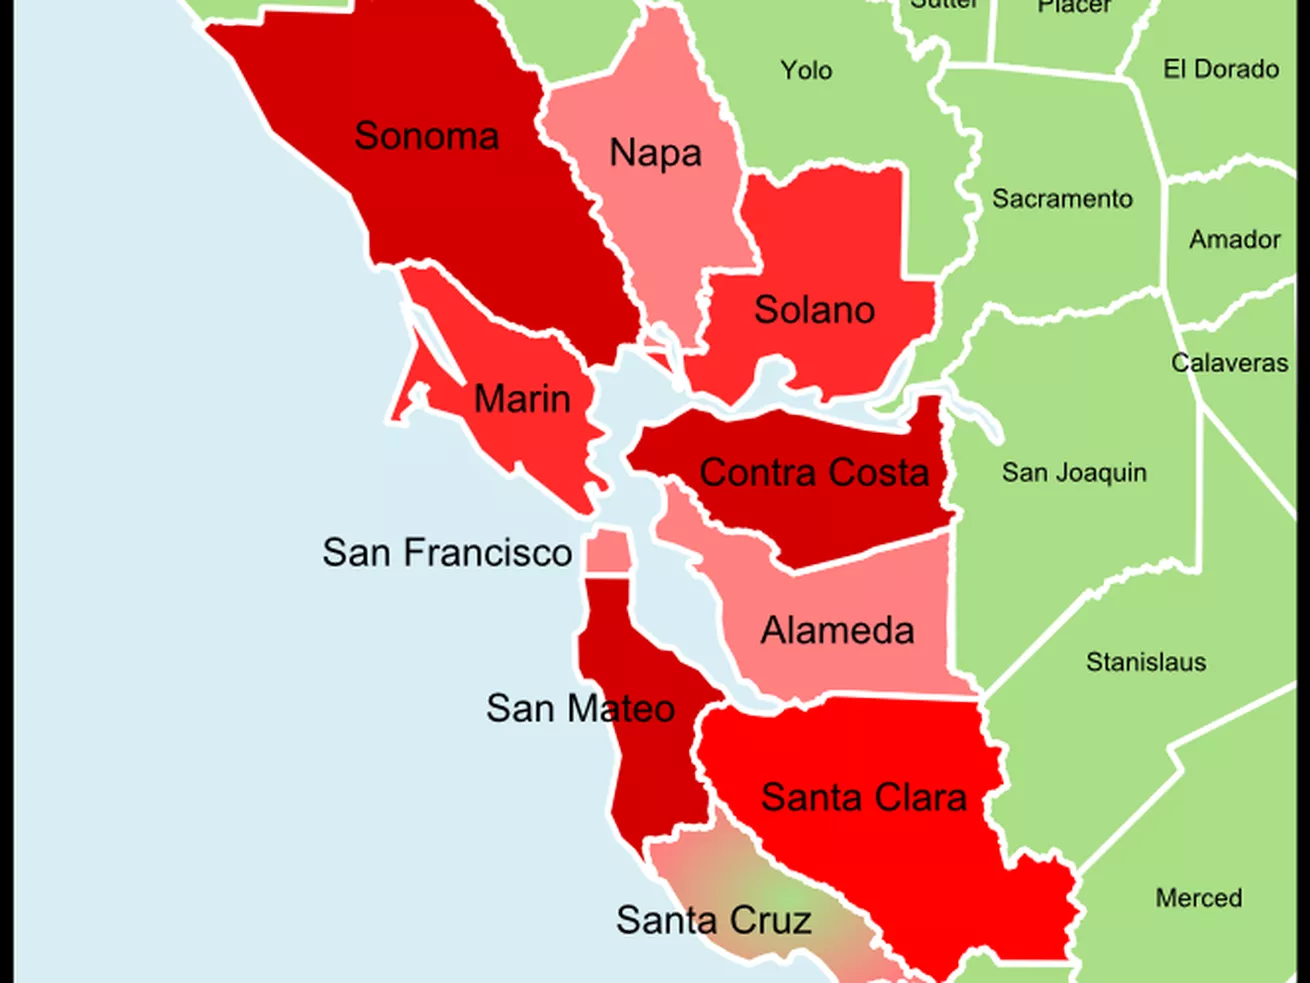 Sutter
Placer
Yolo
El Dorado
Sonoma
Napa
Sacramento
Amador
Solano
Calaveras
Marin
Contra Costa
San Joaquin
San Francisco
Alameda
Stanislaus
San Mateo
Santa Clara
Merced
Santa Cruz